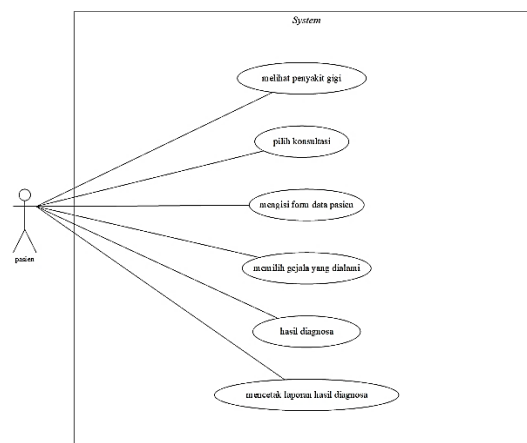 System
melihat penyakit gigi
pilih konsultasi
mengisi form data pasien
memilih gejala yang dialami
pasien
hasil diagnosa
mencetak laporan hasil diagnosa